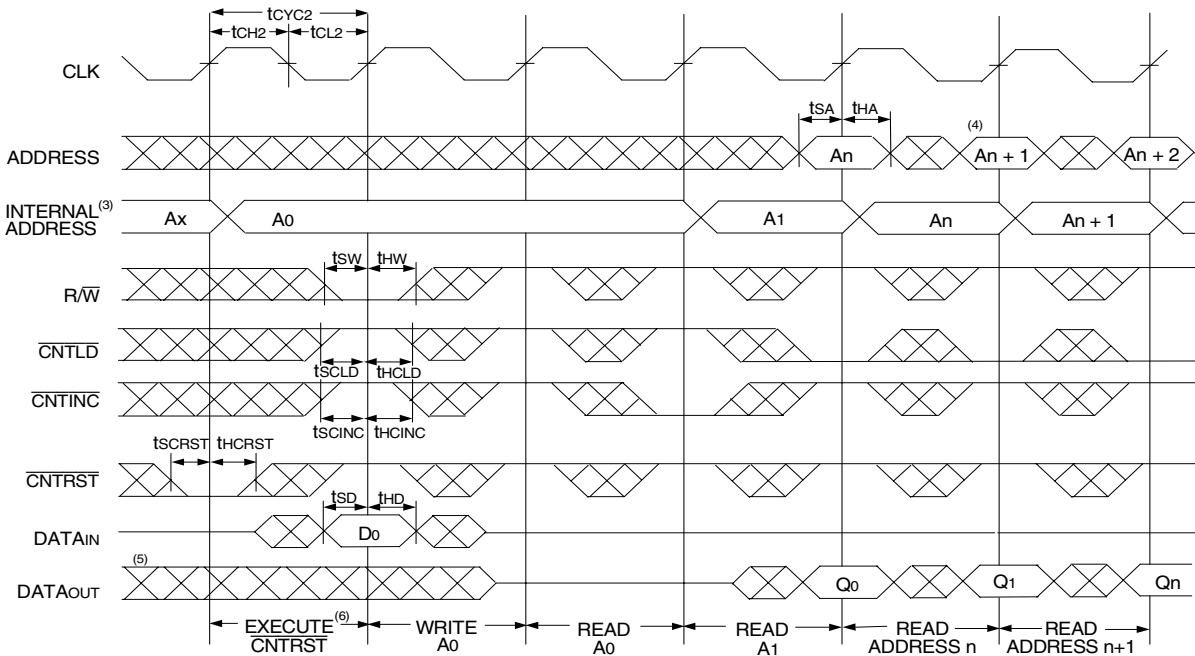 tCYC2
tCH2 tCL2
CLK
tSA tHA
(4)
ADDRESS An An + 1 An + 2
INTERNAL(3)
ADDRESS Ax A0 A1 An An + 1
tSW tHW
R/W
CNTLD
tSCLD tHCLD
CNTINC
tSCINC tHCINC
tSCRST tHCRST
CNTRST
tSD tHD
DATAIN D0
(5)
DATAOUT Q0 Q1 Qn
EXECUTE(6) WRITE READ READ READ READ
CNTRST A0 A0 A1 ADDRESS n ADDRESS n+1